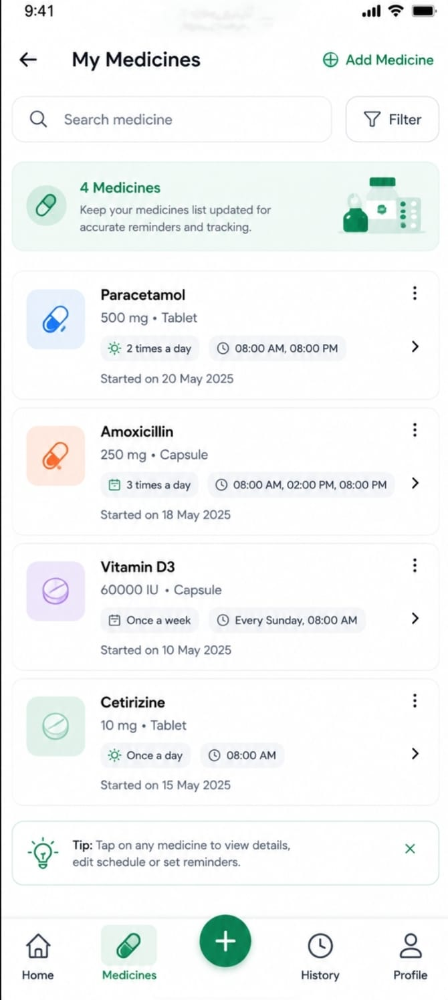 9:41
My Medicines
Add Medicine
Search medicine
Filter
4 Medicines
Keep your medicines list updated for
accurate reminders and tracking.
Paracetamol
500 mg • Tablet
2 times a day
08:00 AM, 08:00 PM
Started on 20 May 2025
Amoxicillin
250 mg • Capsule
3 times a day
08:00 AM, 02:00 PM, 08:00 PM
Started on 18 May 2025
Vitamin D3
60000 IU • Capsule
Once a week
Every Sunday, 08:00 AM
Started on 10 May 2025
Cetirizine
10 mg • Tablet
Once a day
08:00 AM
Started on 15 May 2025
Tip: Tap on any medicine to view details,
edit schedule or set reminders.
Home
Medicines
History
Profile